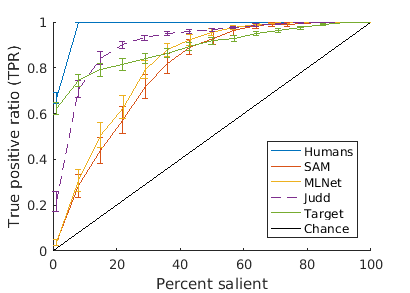 1
0.8
0.6
0.4
0.2
0
True positive ratio (TPR)
Humans
SAM
MLNet
Judd
Target
Chance
0 20 40 60 80 100
Percent salient